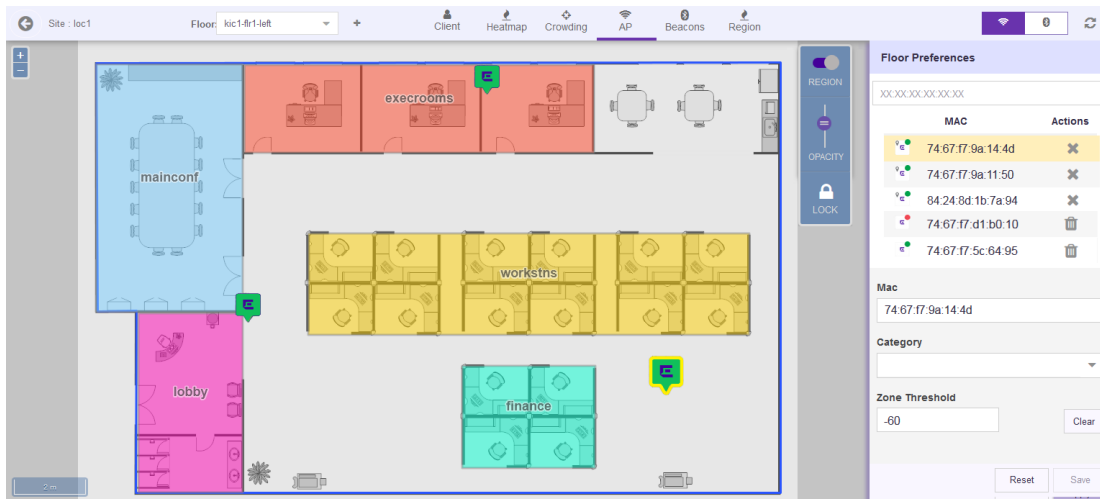 Site : loc1
Floor: kic1-flr1-left
+
Client
Heatmap
Crowding
AP
Beacons
Region
+
−
REGION
OPACITY
LOCK
execrooms
mainconf
workstns
lobby
finance
2 m
Floor Preferences
XX:XX:XX:XX:XX:XX
MAC Actions
74:67:f7:9a:14:4d
74:67:f7:9a:11:50
84:24:8d:1b:7a:94
74:67:f7:d1:b0:10
74:67:f7:5c:64:95
Mac
74:67:f7:9a:14:4d
Category
Zone Threshold
-60 Clear
Reset Save